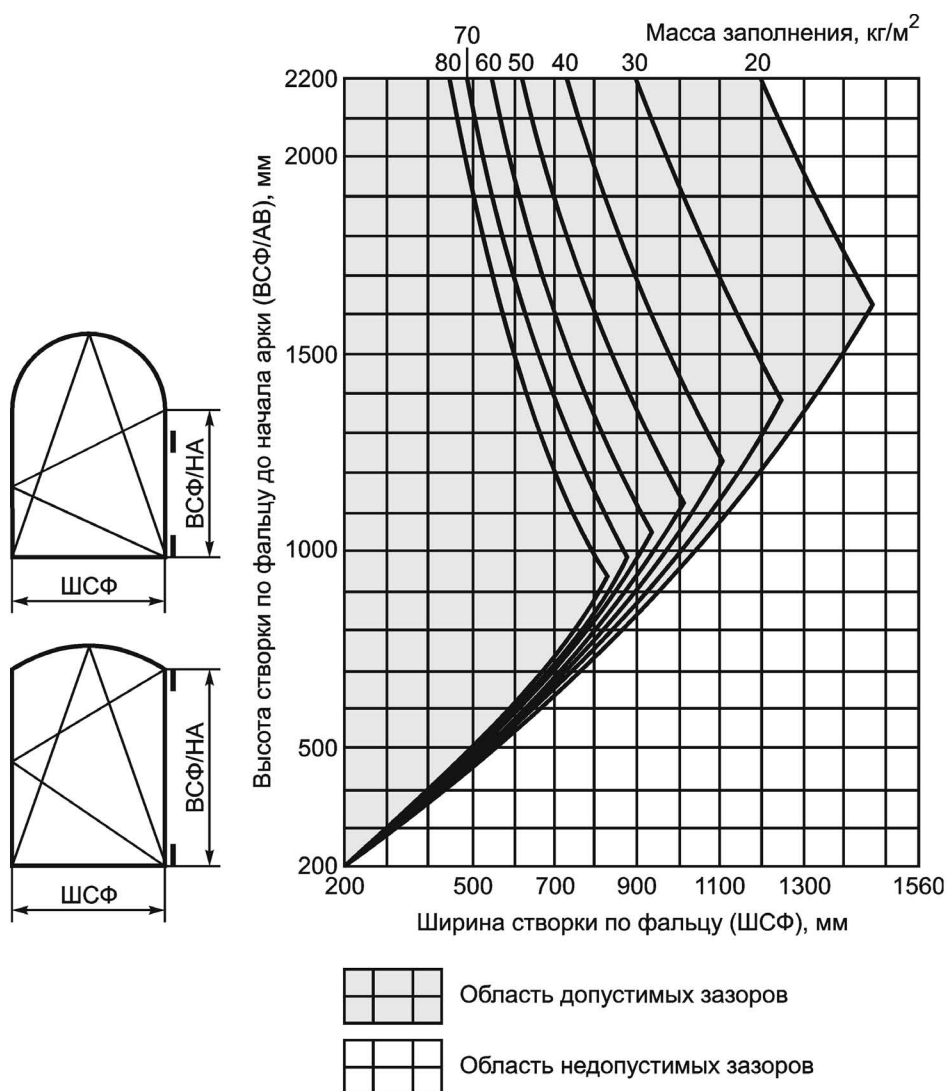 Масса заполнения, кг/м²
70
80 60 50 40 30 20
Высота створки по фальцу до начала арки (ВСФ/АВ), мм
2200
2000
1500
1000
500
200
200 500 700 900 1100 1300 1560
Ширина створки по фальцу (ШСФ), мм
ВСФ/НА
ШСФ
ВСФ/НА
ШСФ
Область допустимых зазоров
Область недопустимых зазоров